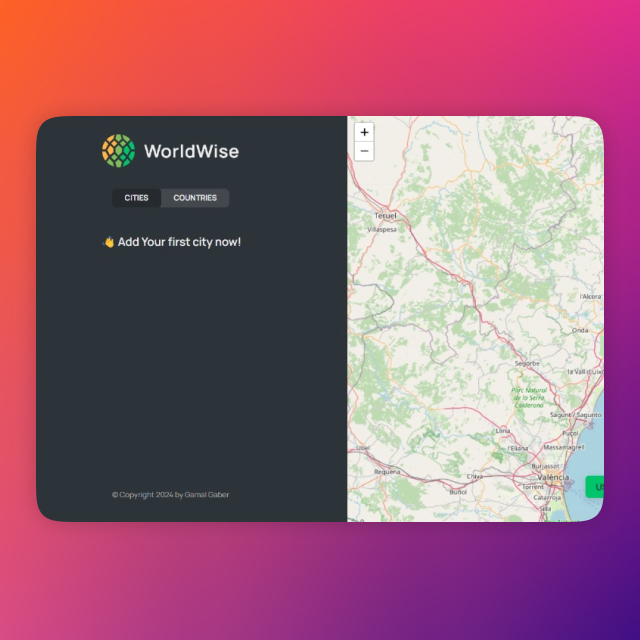 WorldWise
CITIES
COUNTRIES
👋 Add Your first city now!
© Copyright 2024 by Gamal Gaber
+
−
Teruel
Villaspesa
l'Alcora
Onda
Segorbe
la Vall d'Uixó
Parc Natural
de la Serra
Calderona
Sagunt / Sagunto
Puçol
Llíria
l'Eliana
Massamagrell
Utiel
Burjassot
Requena
Chiva
València
Torrent
Buñol
Catarroja
Silla